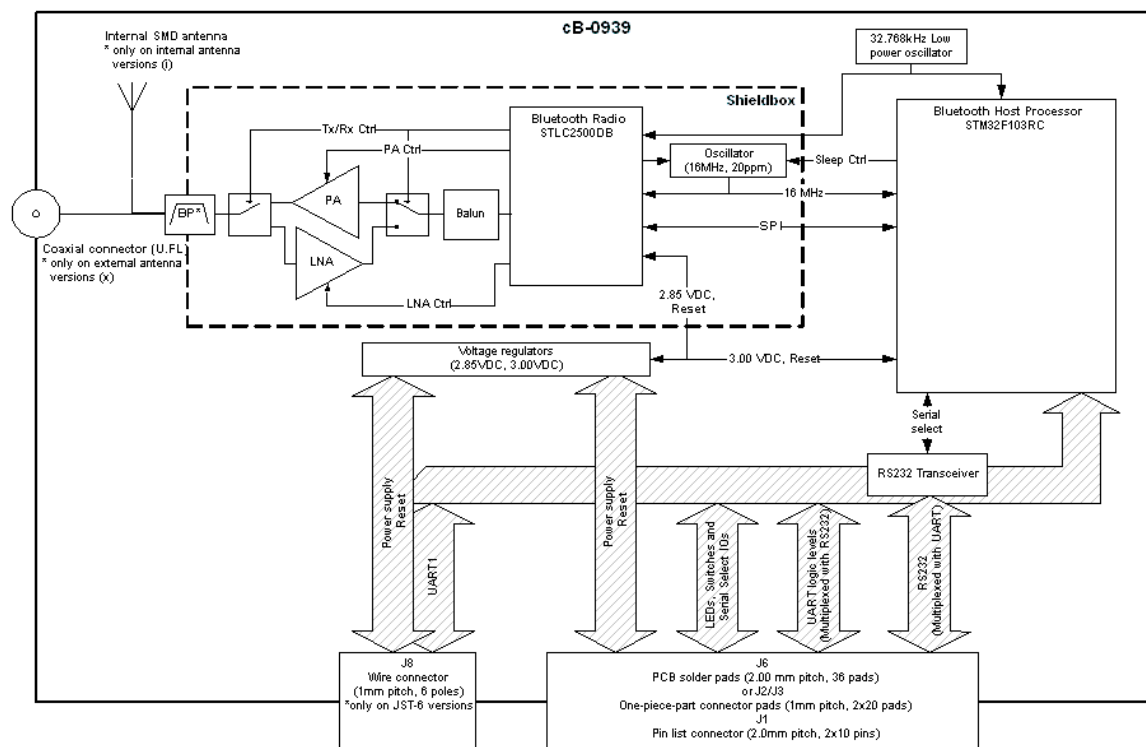 cB-0939
Internal SMD antenna
* only on internal antenna
versions (i)
32.768kHz Low
power oscillator
Shieldbox
Bluetooth Radio
STLC2500DB
Bluetooth Host Processor
STM32F103RC
Tx/Rx Ctrl
PA Ctrl
Oscillator
(16MHz, 20ppm)
Sleep Ctrl
16 MHz
PA
BP*
Balun
SPI
Coaxial connector (U.FL)
* only on external antenna
versions (x)
LNA
LNA Ctrl
2.85 VDC,
Reset
Voltage regulators
(2.85VDC, 3.00VDC)
3.00 VDC, Reset
Serial
select
RS232 Transceiver
Power supply
Reset
UART1
Power supply
Reset
LEDs, Switches and
Serial Select IOs
UART logic levels
(Multiplexed with RS232)
RS232
(Multiplexed with UART)
J8
Wire connector
(1mm pitch, 6 poles)
*only on JST-6 versions
J6
PCB solder pads (2.00 mm pitch, 36 pads)
or J2/J3
One-piece-part connector pads (1mm pitch, 2x20 pads)
J1
Pin list connector (2.0mm pitch, 2x10 pins)